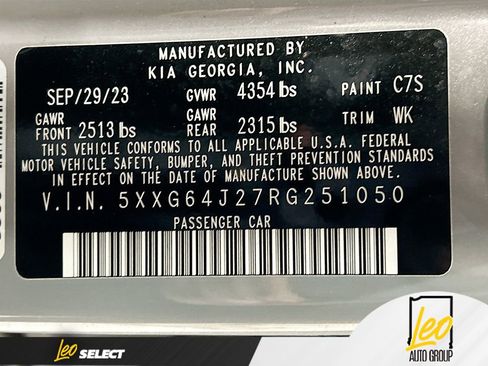 MANUFACTURED BY
KIA GEORGIA, INC.
SEP/29/23 GVWR 4354 lbs PAINT C7S
GAWR FRONT 2513 lbs GAWR REAR 2315 lbs TRIM WK
THIS VEHICLE CONFORMS TO ALL APPLICABLE U.S.A. FEDERAL
MOTOR VEHICLE SAFETY, BUMPER, AND THEFT PREVENTION STANDARDS
IN EFFECT ON THE DATE OF MANUFACTURE SHOWN ABOVE.
V.I.N. 5XXG64J27RG251050
PASSENGER CAR
Leo SELECT
Leo
AUTO GROUP